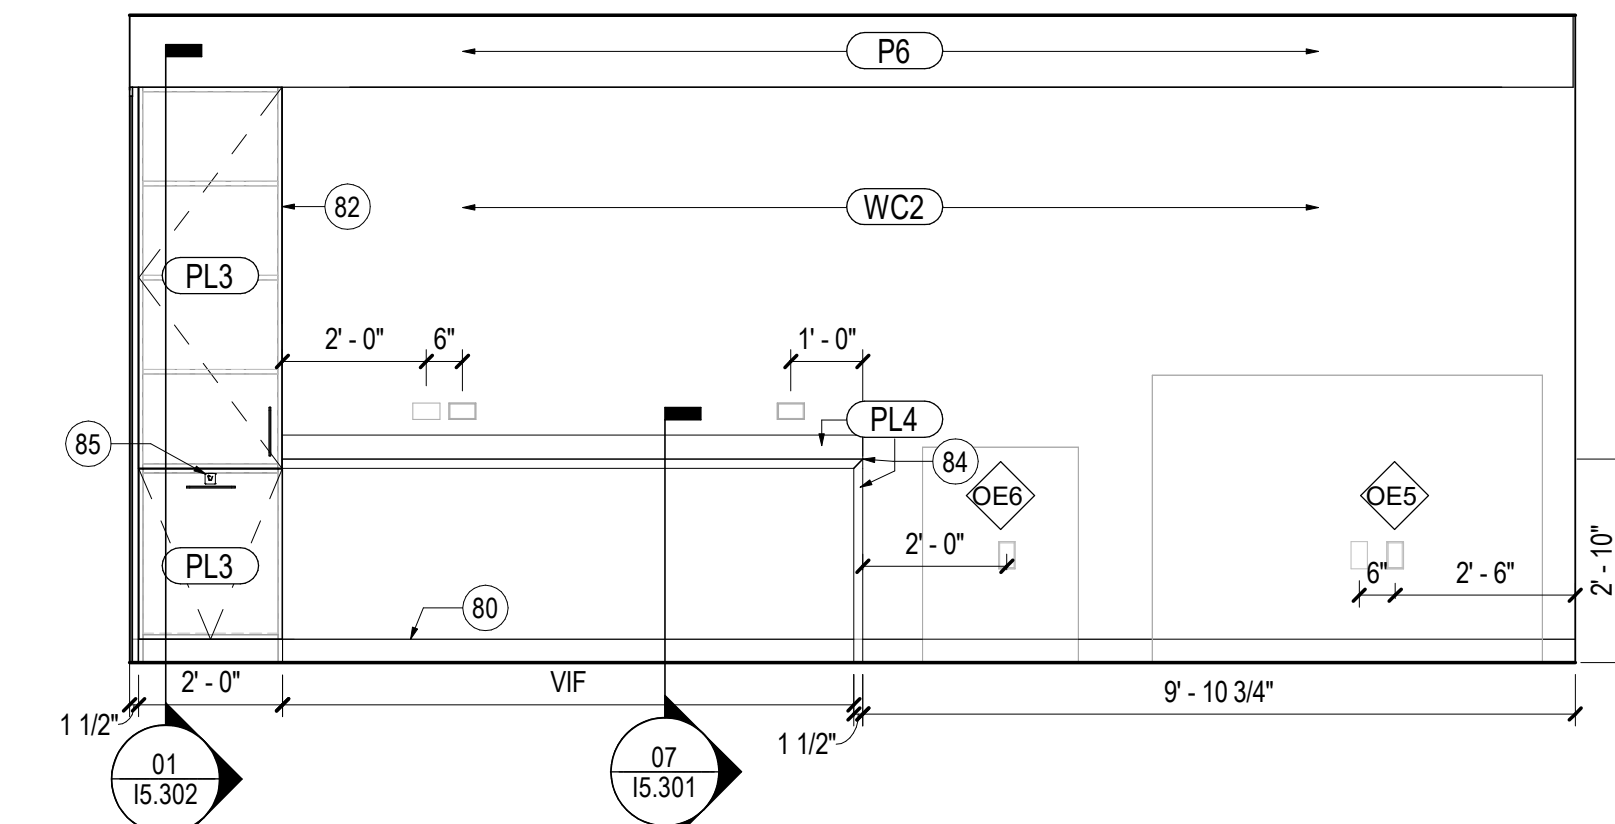 P6
82
WC2
PL3
2' - 0"
6"
1' - 0"
PL4
85
84
OE6
OE5
PL3
2' - 0"
6"
2' - 6"
2' - 10"
80
2' - 0"
VIF
9' - 10 3/4"
1 1/2"
1 1/2"
01
I5.302
07
I5.301